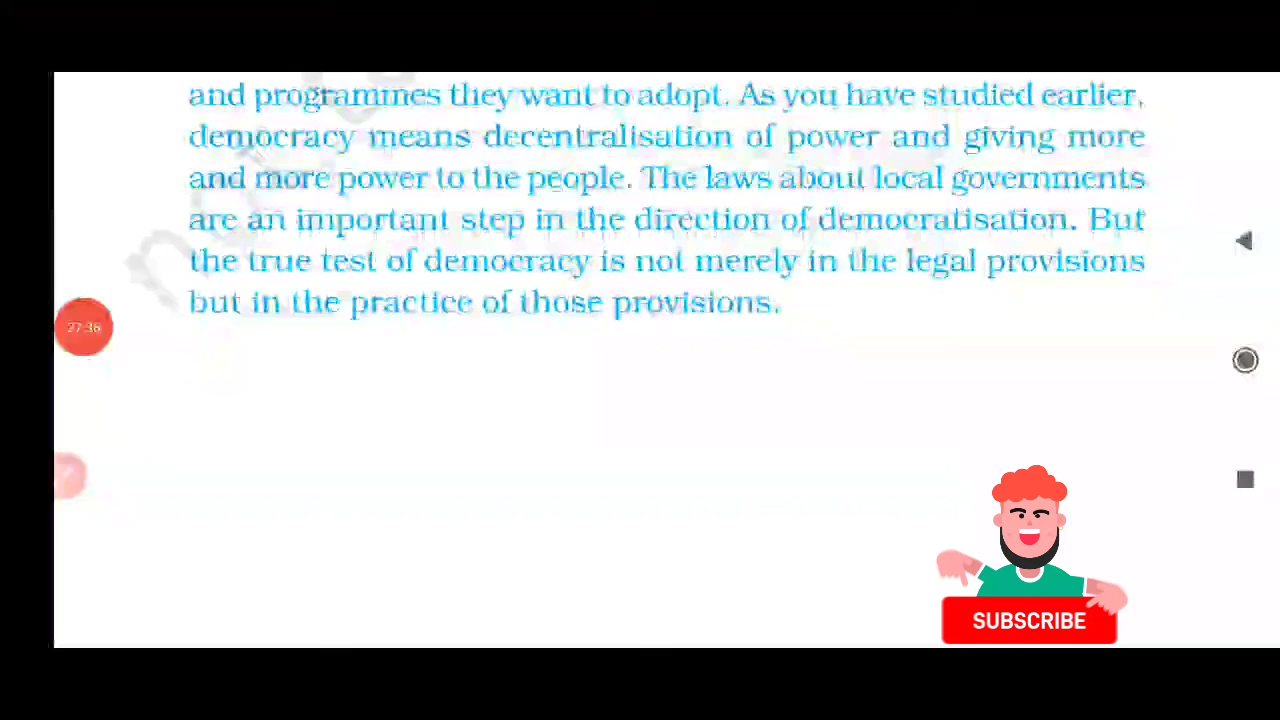 and programmes they want to adopt. As you have studied earlier,
democracy means decentralisation of power and giving more
and more power to the people. The laws about local governments
are an important step in the direction of democratisation. But
the true test of democracy is not merely in the legal provisions
but in the practice of those provisions.
27:36
SUBSCRIBE